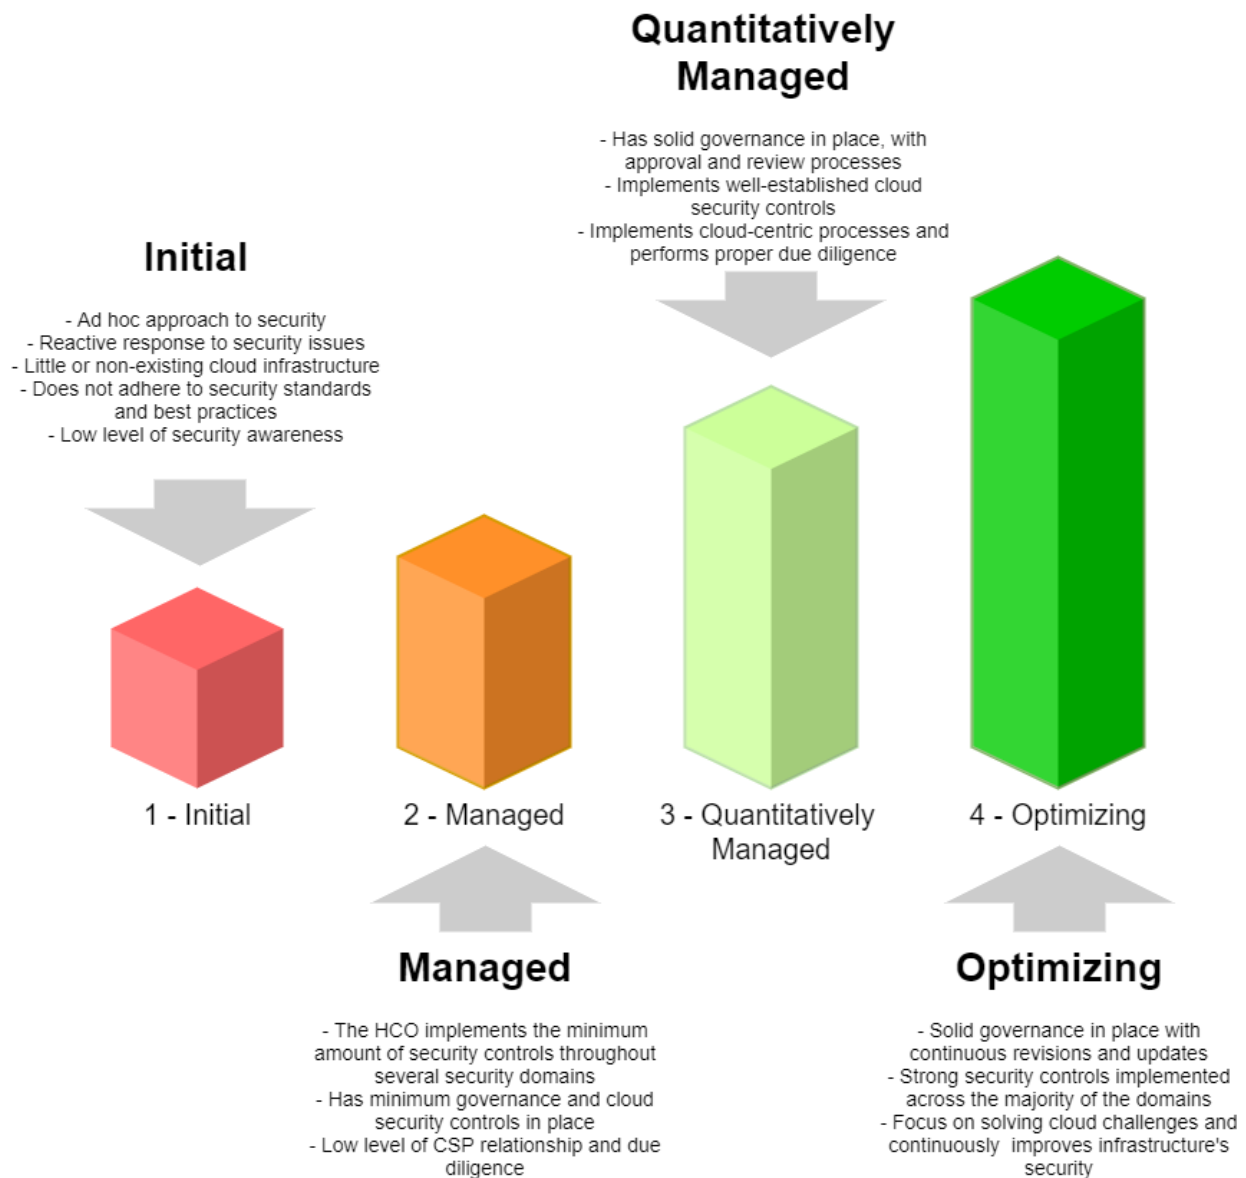 Quantitatively
Managed
- Has solid governance in place, with
approval and review processes
- Implements well-established cloud
security controls
- Implements cloud-centric processes and
performs proper due diligence
Initial
- Ad hoc approach to security
- Reactive response to security issues
- Little or non-existing cloud infrastructure
- Does not adhere to security standards
and best practices
- Low level of security awareness
1 - Initial
2 - Managed
3 - Quantitatively
Managed
4 - Optimizing
Managed
- The HCO implements the minimum
amount of security controls throughout
several security domains
- Has minimum governance and cloud
security controls in place
- Low level of CSP relationship and due
diligence
Optimizing
- Solid governance in place with
continuous revisions and updates
- Strong security controls implemented
across the majority of the domains
- Focus on solving cloud challenges and
continuously  improves infrastructure's
security